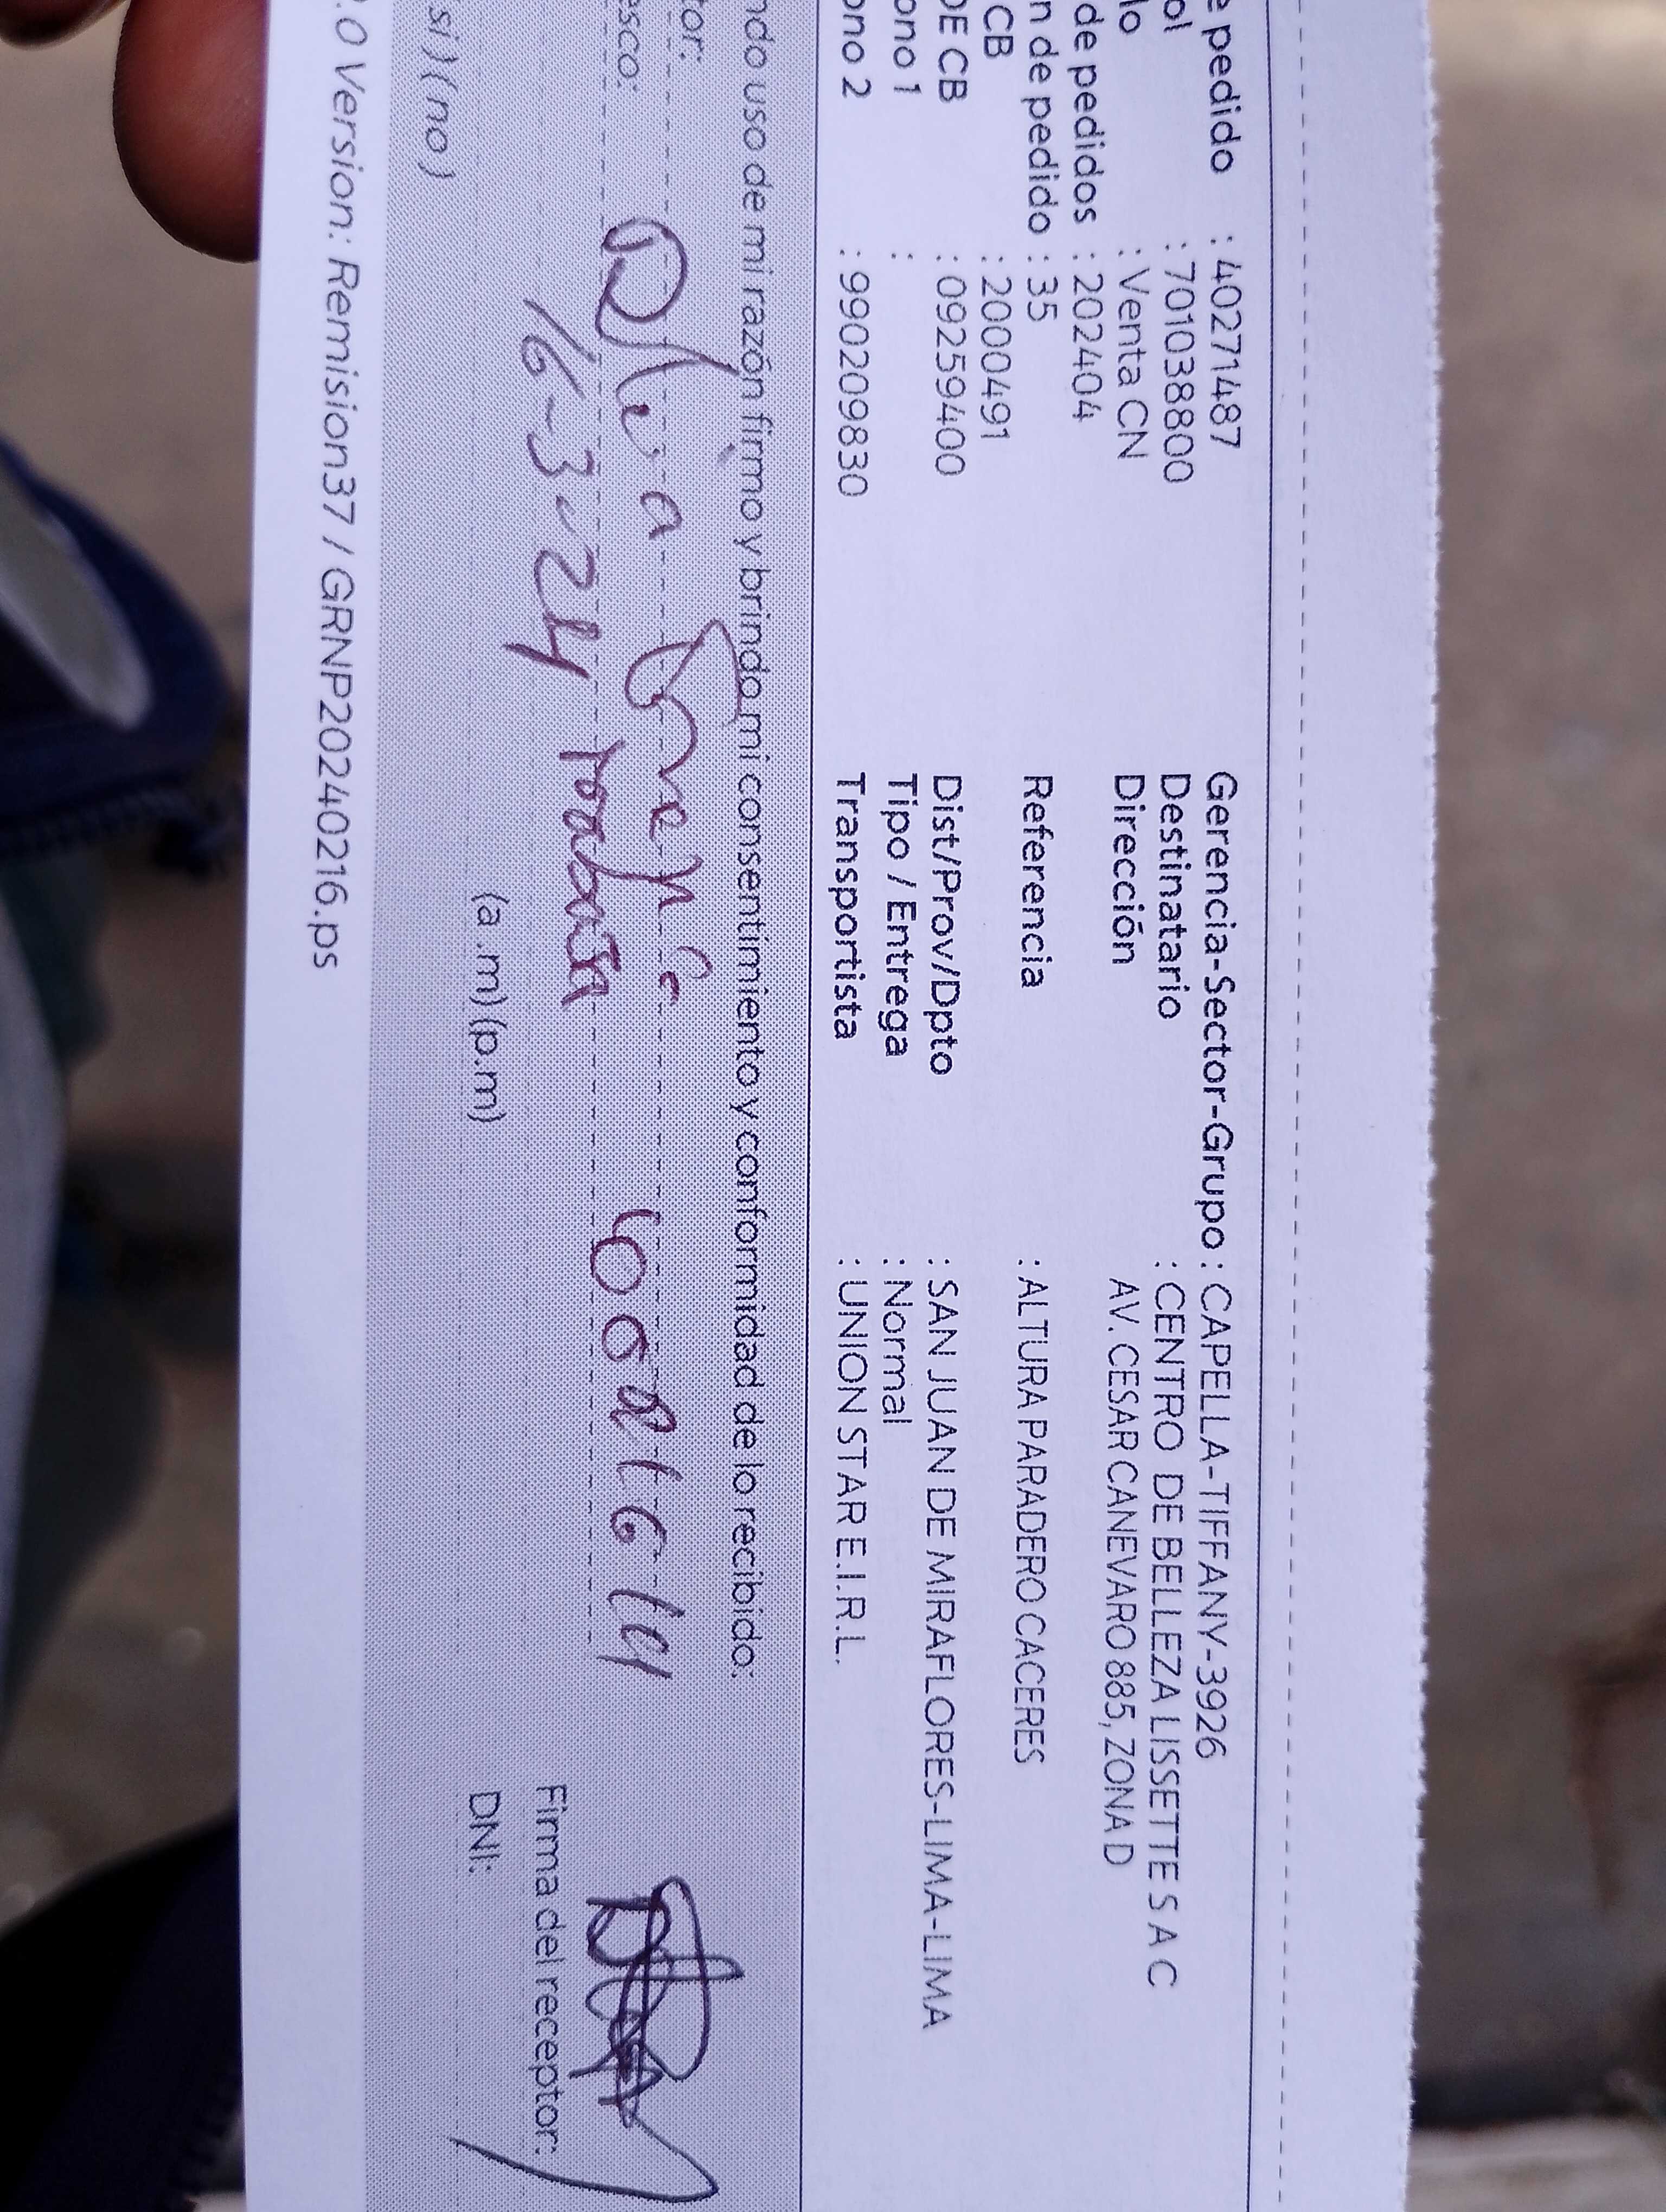 e pedido : 40271487 Gerencia-Sector-Grupo : CAPELLA-TIFFANY-3926
ol : 7010388​00 Destinatario : CENTRO DE BELLEZA LISSETTE S A C
lo : Venta CN Dirección AV. CESAR CANEVARO 885, ZONA D
de pedidos : 202404
n de pedido : 35 Referencia : ALTURA PARADERO CACERES
CB : 2000491
DE CB : 09259400 Dist/Prov/Dpto : SAN JUAN DE MIRAFLORES-LIMA-LIMA
ono 1 : Tipo / Entrega : Normal
ono 2 : 990209830 Transportista : UNION STAR E.I.R.L.
ndo uso de mi razón firmo y brindo mi consentimiento y conformidad de lo recibido:
tor:
esco:
16-3-24
Firma del receptor:
(a .m) (p.m) DNI:
si ) ( no )
.0 Version: Remision37 / GRNP20240216.ps